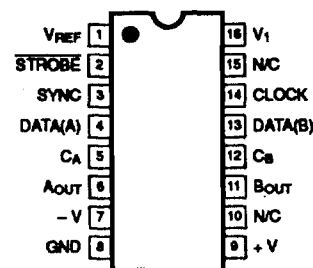 VREF 1 16 V1
STROBE 2 15 N/C
SYNC 3 14 CLOCK
DATA(A) 4 13 DATA(B)
CA 5 12 CB
AOUT 6 11 BOUT
– V 7 10 N/C
GND 8 9 + V